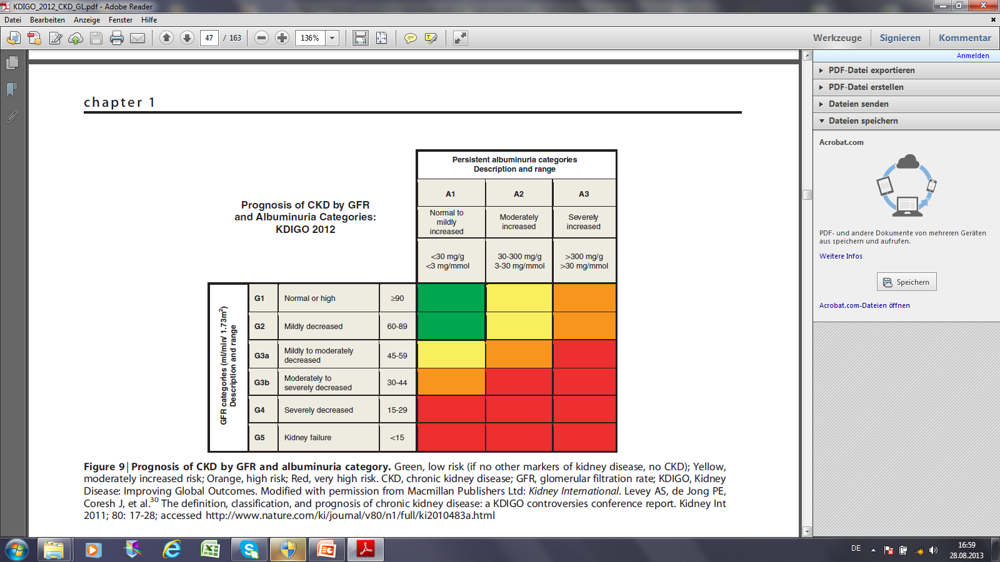 KDIGO_2012_CKD_GL.pdf - Adobe Reader
Datei Bearbeiten Anzeige Fenster Hilfe
47 / 163 136%
Werkzeuge Signieren Kommentar
Anmelden
PDF-Datei exportieren
PDF-Datei erstellen
Dateien senden
Dateien speichern
Acrobat.com
PDF- und andere Dokumente von mehreren Geräten
aus speichern und aufrufen.
Weitere Infos
Speichern
Acrobat.com-Dateien öffnen
chapter 1
Prognosis of CKD by GFR
and Albuminuria Categories:
KDIGO 2012
Persistent albuminuria categories
Description and range
A1 A2 A3
Normal to
mildly
increased
Moderately
increased
Severely
increased
<30 mg/g
<3 mg/mmol
30-300 mg/g
3-30 mg/mmol
>300 mg/g
>30 mg/mmol
GFR categories (ml/min/ 1.73m²)
Description and range
G1 Normal or high ≥90
G2 Mildly decreased 60-89
G3a Mildly to moderately
decreased 45-59
G3b Moderately to
severely decreased 30-44
G4 Severely decreased 15-29
G5 Kidney failure <15
Figure 9 | Prognosis of CKD by GFR and albuminuria category. Green, low risk (if no other markers of kidney disease, no CKD); Yellow,
moderately increased risk; Orange, high risk; Red, very high risk. CKD, chronic kidney disease; GFR, glomerular filtration rate; KDIGO, Kidney
Disease: Improving Global Outcomes. Modified with permission from Macmillan Publishers Ltd: Kidney International. Levey AS, de Jong PE,
Coresh J, et al.30 The definition, classification, and prognosis of chronic kidney disease: a KDIGO controversies conference report. Kidney Int
2011; 80: 17-28; accessed http://www.nature.com/ki/journal/v80/n1/full/ki2010483a.html
DE
16:59
28.08.2013